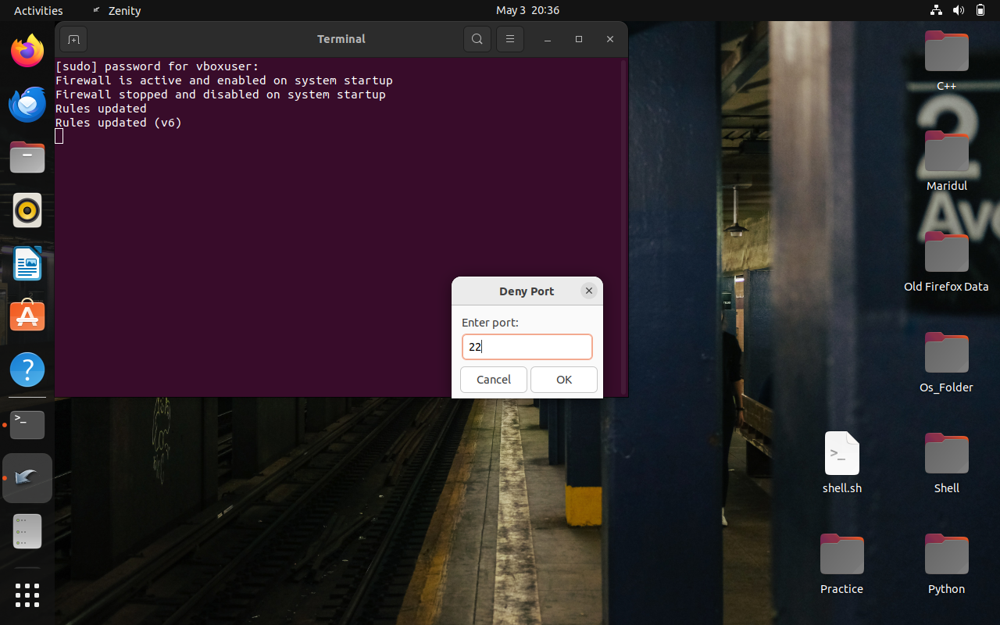 Activities
Zenity
May 3 20:36
Terminal
[sudo] password for vboxuser:
Firewall is active and enabled on system startup
Firewall stopped and disabled on system startup
Rules updated
Rules updated (v6)
Deny Port
Enter port:
22
Cancel
OK
C++
2
Ave
Maridul
Old Firefox Data
Os_Folder
shell.sh
Shell
Practice
Python